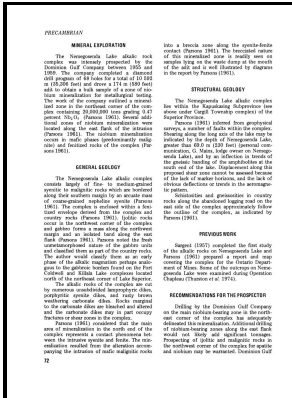 PRECAMBRIAN
MINERAL EXPLORATION
The Nemegosenda Lake alkalic rock
complex was intensely prospected by the
Dominion Gulf Company between 1955 and
1959. The company completed a diamond
drill program of 69 holes for a total of 10 500
m (35,295 feet) and drove a 174 m (580 feet)
adit to obtain a bulk sample of a zone of nio-
bium mineralization for metallurgical testing.
The work of the company outlined a mineral-
ized zone in the northeast corner of the com-
plex containing 20,000,000 tons grading 0.47
percent Nb2O5 (Parsons 1961). Several addi-
tional zones of niobium mineralization were
located along the east flank of the intrusion
(Parsons 1961). The niobium mineralization
occurs in mafic phases (predominantly malig-
nite) and fenitized rocks of the complex (Par-
sons 1961).
GENERAL GEOLOGY
The Nemegosenda Lake alkalic complex
consists largely of fine- to medium-grained
syenitic to malignitic rocks which are bordered
along their southern margin by an arcuate mass
of coarse-grained nepheline syenite (Parsons
1961). The complex is enclosed within a feni-
tized envelope derived from the complex and
country rocks (Parsons 1961). Ijolitic rocks
occur in the northwest corner of the complex
and gabbro forms a mass along the northwest
margin and an isolated band along the east
flank (Parsons 1961). Parsons noted the fresh
unmetamorphosed nature of the gabbro units
and classified them as part of the country rocks.
The author would classify them as an early
phase of the alkalic magmatism perhaps analo-
gous to the gabbroic border found on the Port
Coldwell and Killala Lake complexes located
north of the northeast corner of Lake Superior.
The alkalic rocks of the complex are cut
by numerous unsubdivided lamprophyric dikes,
porphyritic syenite dikes, and rusty brown
weathering carbonate dikes. Rocks marginal
to the carbonate dikes are bleached and altered
and the carbonate dikes may in part occupy
fractures or shear zones in the complex.
Parsons (1961) considered that the main
area of mineralization in the north end of the
complex represents a contact phenomena bet-
ween the intrusive syenite and fenite. The min-
eralization resulted from the alteration accom-
panying the intrusion of mafic malignitic rocks
into a breccia zone along the syenite-fenite
contact (Parsons 1961). The brecciated nature
of this mineralized zone is readily seen on
samples lying on the waste dump at the mouth
of the adit and is well illustrated by diagrams
in the report by Parsons (1961).
STRUCTURAL GEOLOGY
The Nemegosenda Lake alkalic complex
lies within the Kapuskasing Subprovince (see
section under Cargill Township complex) of the
Superior Province.
Parsons (1961) inferred from geophysical
surveys, a number of faults within the complex.
Shearing along the long axis of the lake may be
indicated by the depth of Nemegosenda Lake,
greater than 60.0 m (200 feet) (personal com-
munication, G. Mains, lodge owner on Nemego-
senda Lake), and by an inflection in trends of
the gneissic banding of the amphibolites at the
south end of the lake. Displacement along this
proposed shear zone cannot be assessed because
of the lack of marker horizons, and the lack of
obvious deflections or trends in the aeromagne-
tic pattern.
Schistosities and gneissosities in country
rocks along the abandoned logging road on the
east side of the complex approximately follow
the outline of the complex, as indicated by
Parsons (1961).
PREVIOUS WORK
Sargent (1957) completed the first study
of the alkalic rocks on Nemegosenda Lake and
Parsons (1961) prepared a report and map
covering the complex for the Ontario Depart-
ment of Mines. Some of the outcrops on Neme-
gosenda Lake were examined during Operation
Chapleau (Thurston et al. 1974).
RECOMMENDATIONS FOR THE PROSPECTOR
Drilling by the Dominion Gulf Company
on the main niobium-bearing zone in the north-
east corner of the complex has adequately
delineated this mineralization. Additional drilling
of niobium-bearing zones along the east flank
would not likely add significant tonnages.
Prospecting of ijolitic and malignitic rocks in
the northwest corner of the complex for apatite
and niobium may be warranted. Dominion Gulf
72